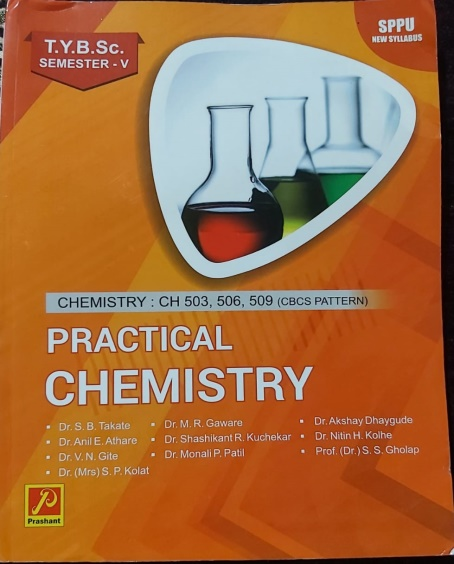 T.Y.B.Sc.
SEMESTER - V
SPPU
NEW SYLLABUS
CHEMISTRY : CH 503, 506, 509 (CBCS PATTERN)
PRACTICAL
CHEMISTRY
▪ Dr. S. B. Takate ▪ Dr. M. R. Gaware ▪ Dr. Akshay Dhaygude
▪ Dr. Anil E. Athare ▪ Dr. Shashikant R. Kuchekar ▪ Dr. Nitin H. Kolhe
▪ Dr. V. N. Gite ▪ Dr. Monali P. Patil ▪ Prof. (Dr.) S. S. Gholap
▪ Dr. (Mrs) S. P. Kolat
P
Prashant